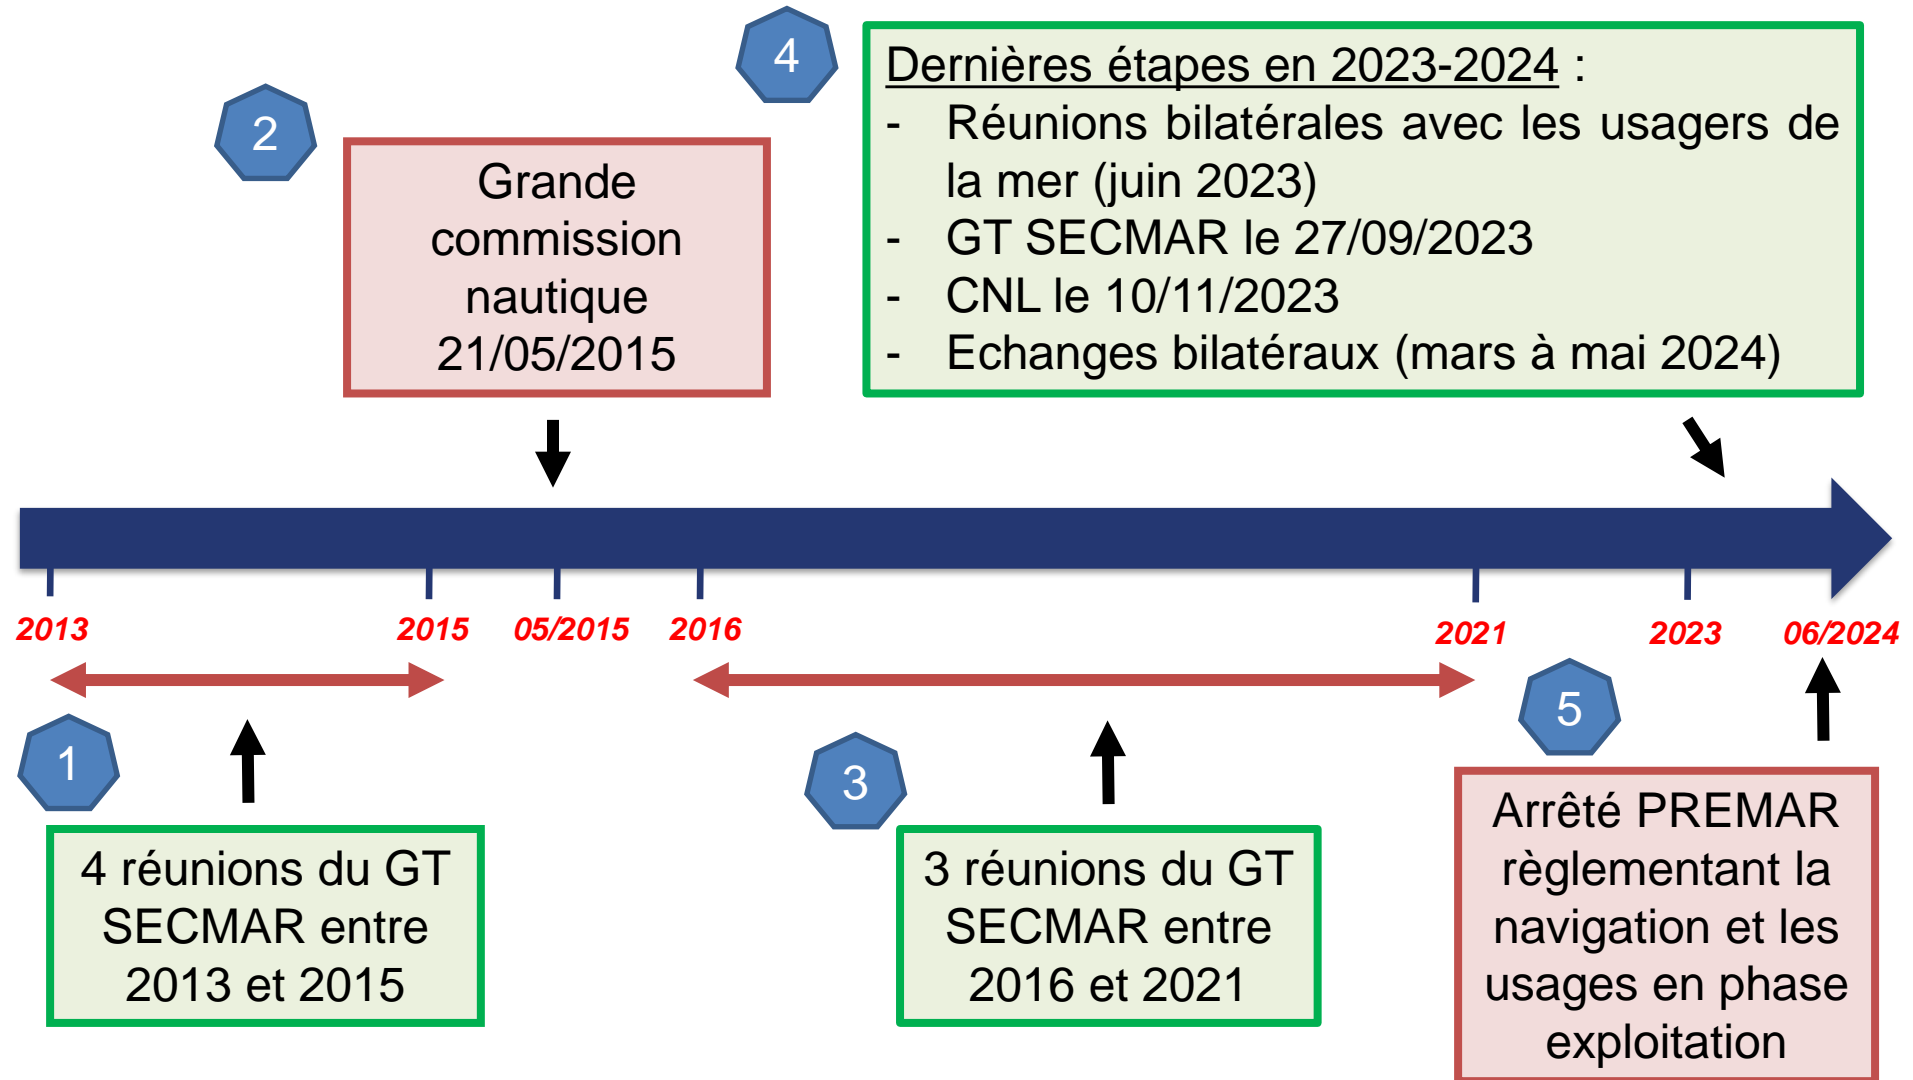 4
Dernières étapes en 2023-2024 :
- Réunions bilatérales avec les usagers de
la mer (juin 2023)
- GT SECMAR le 27/09/2023
- CNL le 10/11/2023
- Echanges bilatéraux (mars à mai 2024)
2
Grande
commission
nautique
21/05/2015
2013
2015
05/2015
2016
2021
2023
06/2024
1
4 réunions du GT
SECMAR entre
2013 et 2015
3
3 réunions du GT
SECMAR entre
2016 et 2021
5
Arrêté PREMAR
règlementant la
navigation et les
usages en phase
exploitation